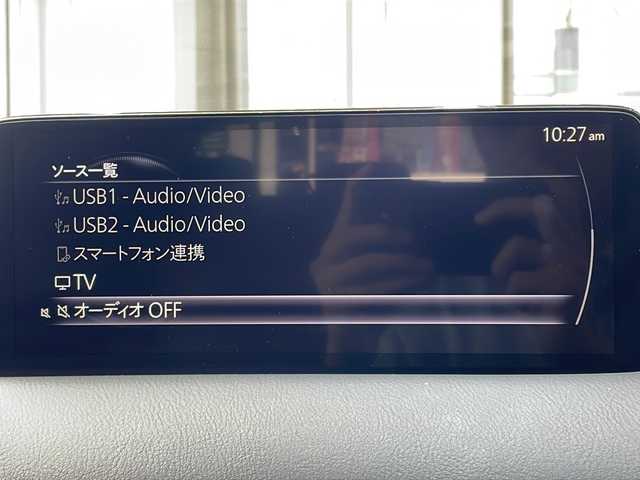 10:27 am
ソース一覧
USB1 - Audio/Video
USB2 - Audio/Video
スマートフォン連携
TV
オーディオ OFF